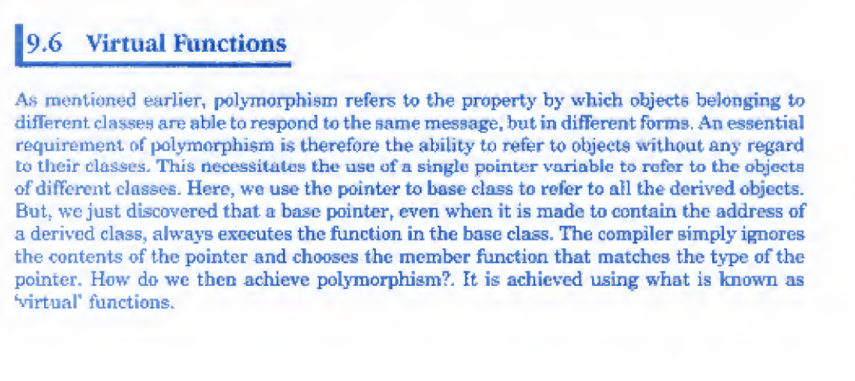 9.6 Virtual Functions
As mentioned earlier, polymorphism refers to the property by which objects belonging to
different classes are able to respond to the same message, but in different forms. An essential
requirement of polymorphism is therefore the ability to refer to objects without any regard
to their classes. This necessitates the use of a single pointer variable to refer to the objects
of different classes. Here, we use the pointer to base class to refer to all the derived objects.
But, we just discovered that a base pointer, even when it is made to contain the address of
a derived class, always executes the function in the base class. The compiler simply ignores
the contents of the pointer and chooses the member function that matches the type of the
pointer. How do we then achieve polymorphism?. It is achieved using what is known as
'virtual' functions.